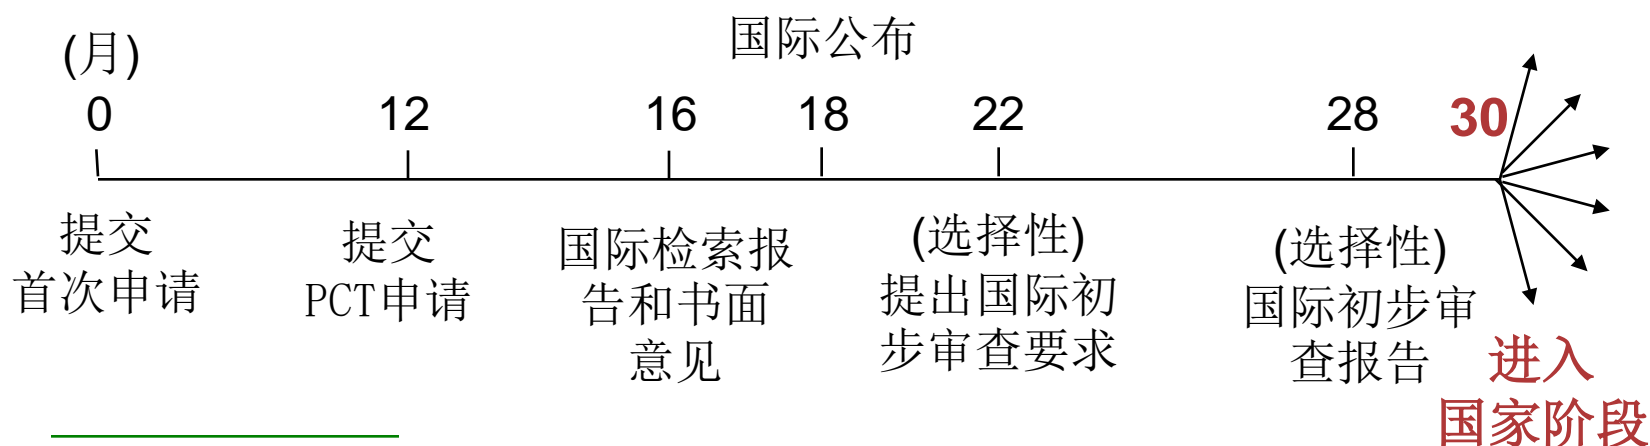 国际公布
(月)
0 12 16 18 22 28 30
提交
首次申请
提交
PCT申请
国际检索报
告和书面
意见
(选择性)
提出国际初
步审查要求
(选择性)
国际初步审
查报告
进入
国家阶段